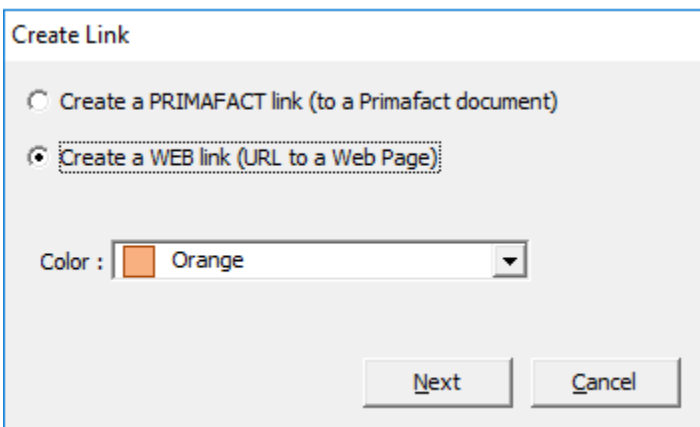 Create Link
Create a PRIMAFACT link (to a Primafact document)
Create a WEB link (URL to a Web Page)
Color : Orange
Next Cancel